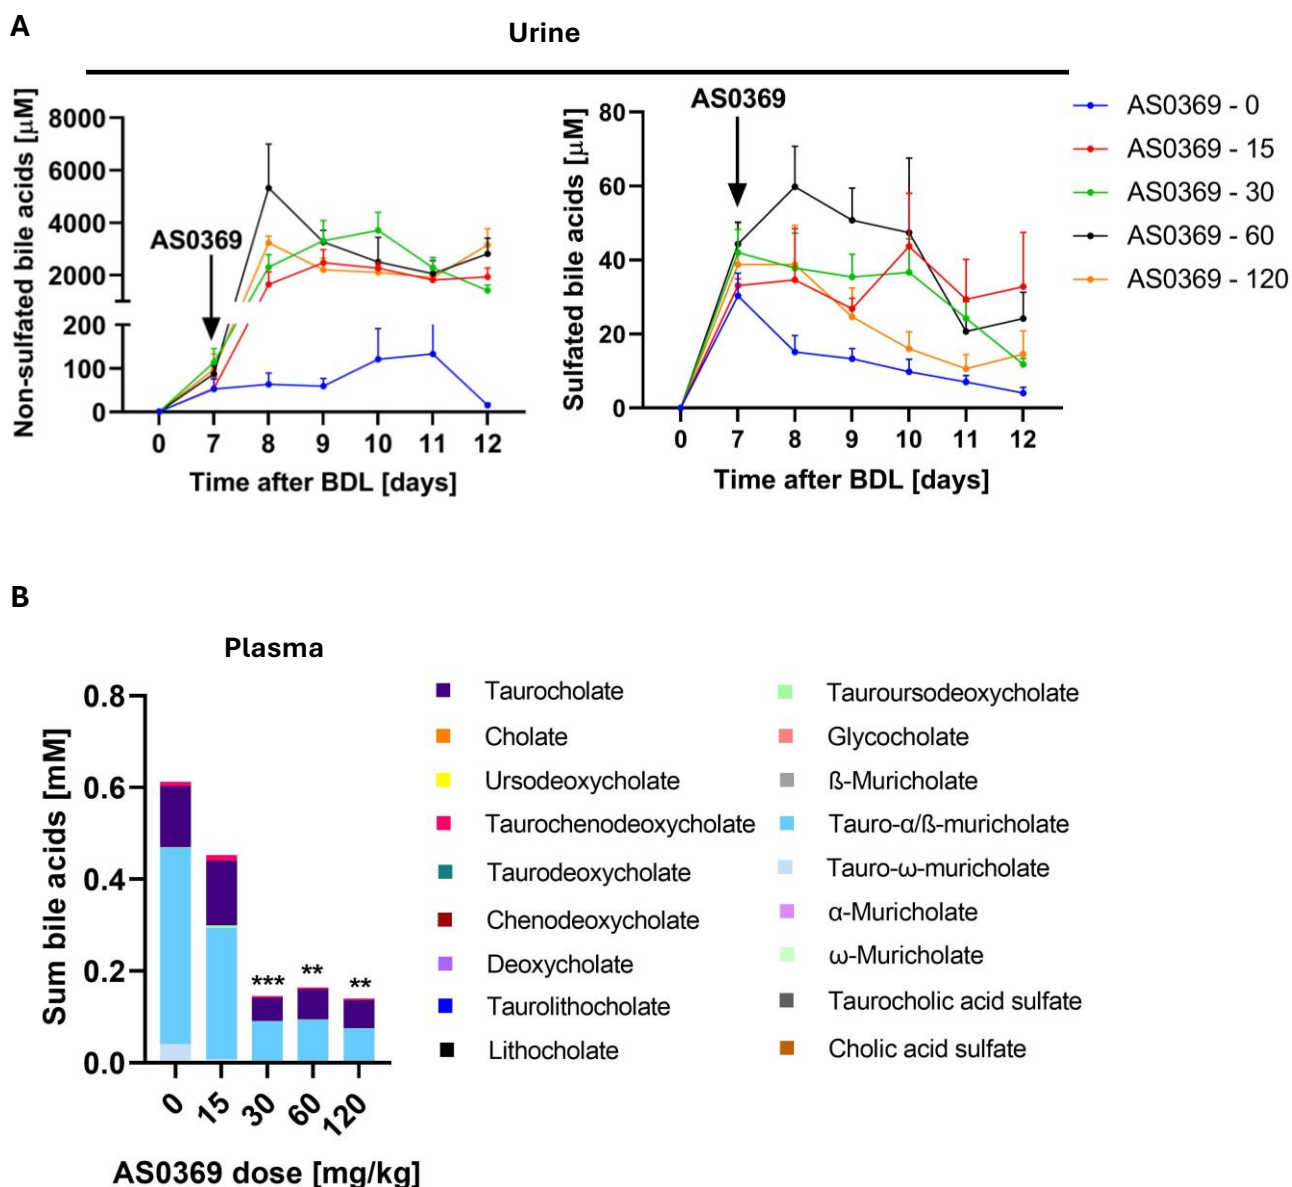 A
Urine
Non-sulfated bile acids [µM]
8000
6000
4000
2000
200
100
0
AS0369
0 7 8 9 10 11 12
Time after BDL [days]
Sulfated bile acids [µM]
80
60
40
20
0
AS0369
0 7 8 9 10 11 12
Time after BDL [days]
AS0369 - 0
AS0369 - 15
AS0369 - 30
AS0369 - 60
AS0369 - 120
B
Plasma
Sum bile acids [mM]
0.8
0.6
0.4
0.2
0.0
*** ** **
0 15 30 60 120
AS0369 dose [mg/kg]
Taurocholate
Cholate
Ursodeoxycholate
Taurochenodeoxycholate
Taurodeoxycholate
Chenodeoxycholate
Deoxycholate
Taurolithocholate
Lithocholate
Tauroursodeoxycholate
Glycocholate
ß-Muricholate
Tauro-α/ß-muricholate
Tauro-ω-muricholate
α-Muricholate
ω-Muricholate
Taurocholic acid sulfate
Cholic acid sulfate